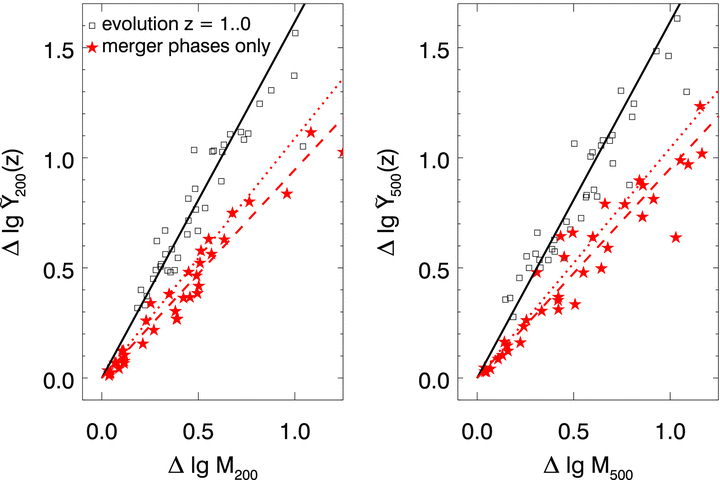 evolution z = 1..0
merger phases only
Δ lg Ỹ200(z)
1.5
1.0
0.5
0.0
0.0 0.5 1.0
Δ lg M200
Δ lg Ỹ500(z)
1.5
1.0
0.5
0.0
0.0 0.5 1.0
Δ lg M500